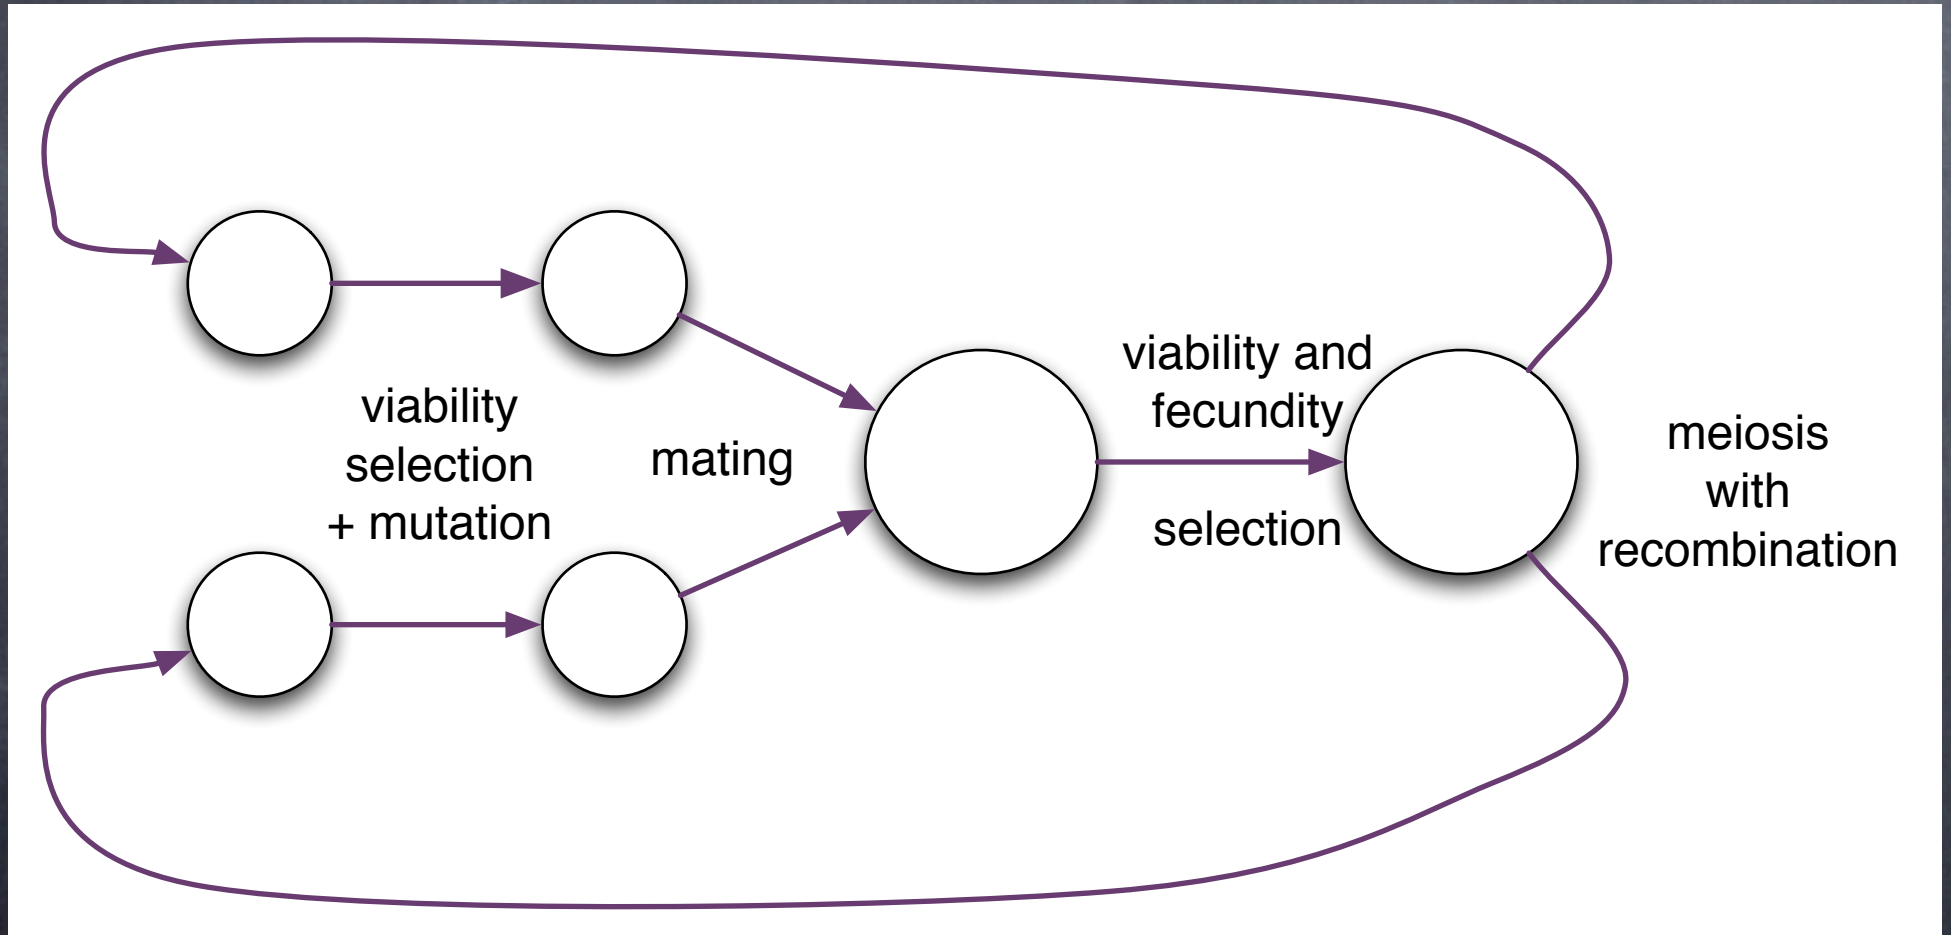 viability
selection
+ mutation
mating
viability and
fecundity
selection
meiosis
with
recombination